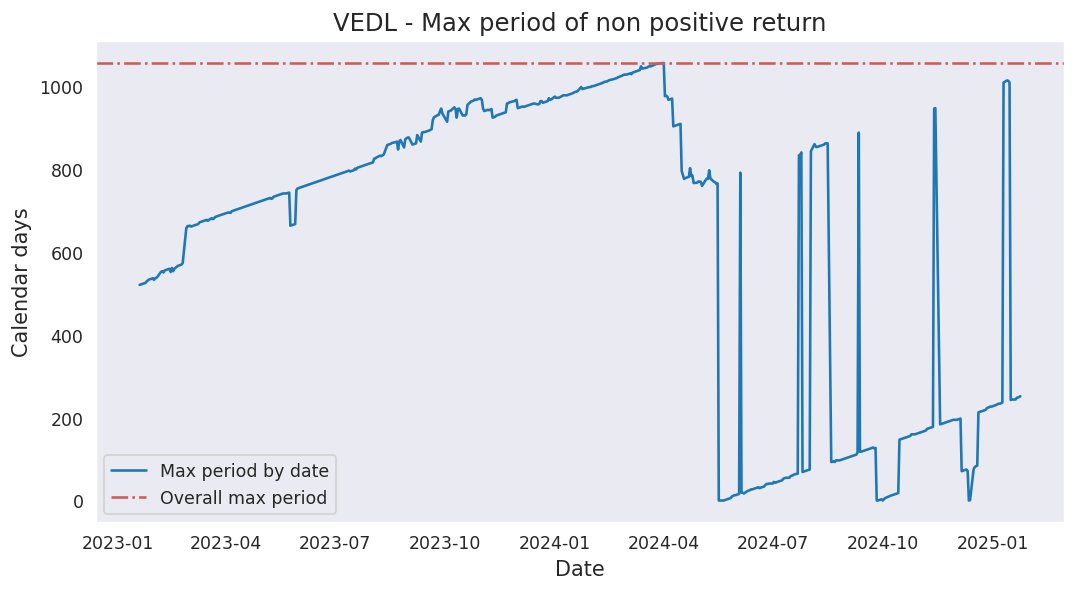 VEDL - Max period of non positive return
Calendar days
1000
800
600
400
200
0
Max period by date
Overall max period
2023-01 2023-04 2023-07 2023-10 2024-01 2024-04 2024-07 2024-10 2025-01
Date